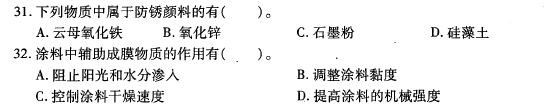 31. 下列物质中属于防锈颜料的有(    )。
A. 云母氧化铁 B. 氧化锌 C. 石墨粉 D. 硅藻土
32. 涂料中辅助成膜物质的作用有(    )。
A. 阻止阳光和水分渗入 B. 调整涂料黏度
C. 控制涂料干燥速度 D. 提高涂料的机械强度